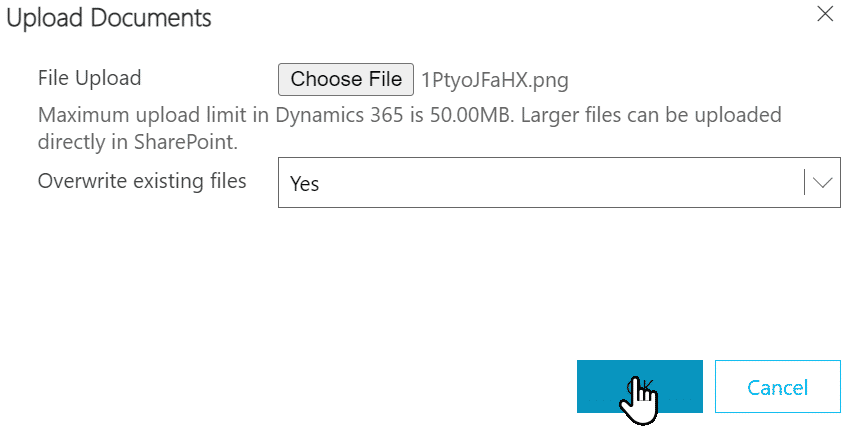 Upload Documents
File Upload
Choose File 1PtyoJFaHX.png
Maximum upload limit in Dynamics 365 is 50.00MB. Larger files can be uploaded
directly in SharePoint.
Overwrite existing files
Yes
OK
Cancel